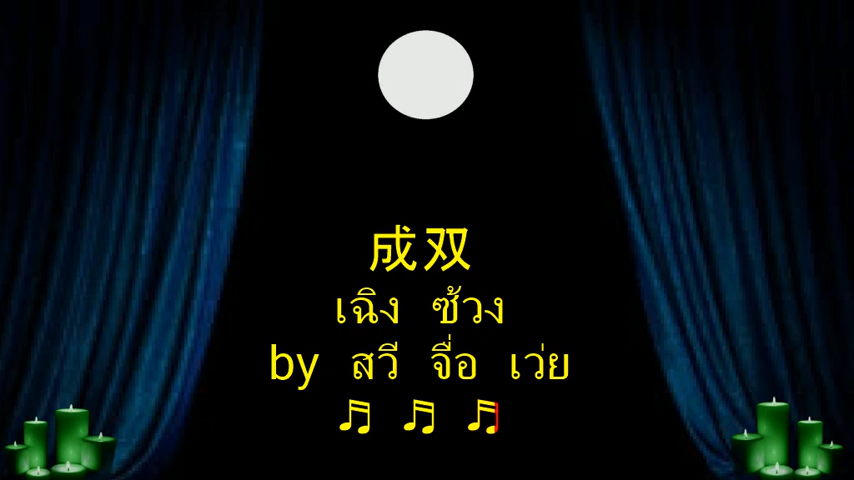 成双
เฉิง ซ้วง
by สวี จื่อ เว่ย
♬ ♬ ♬